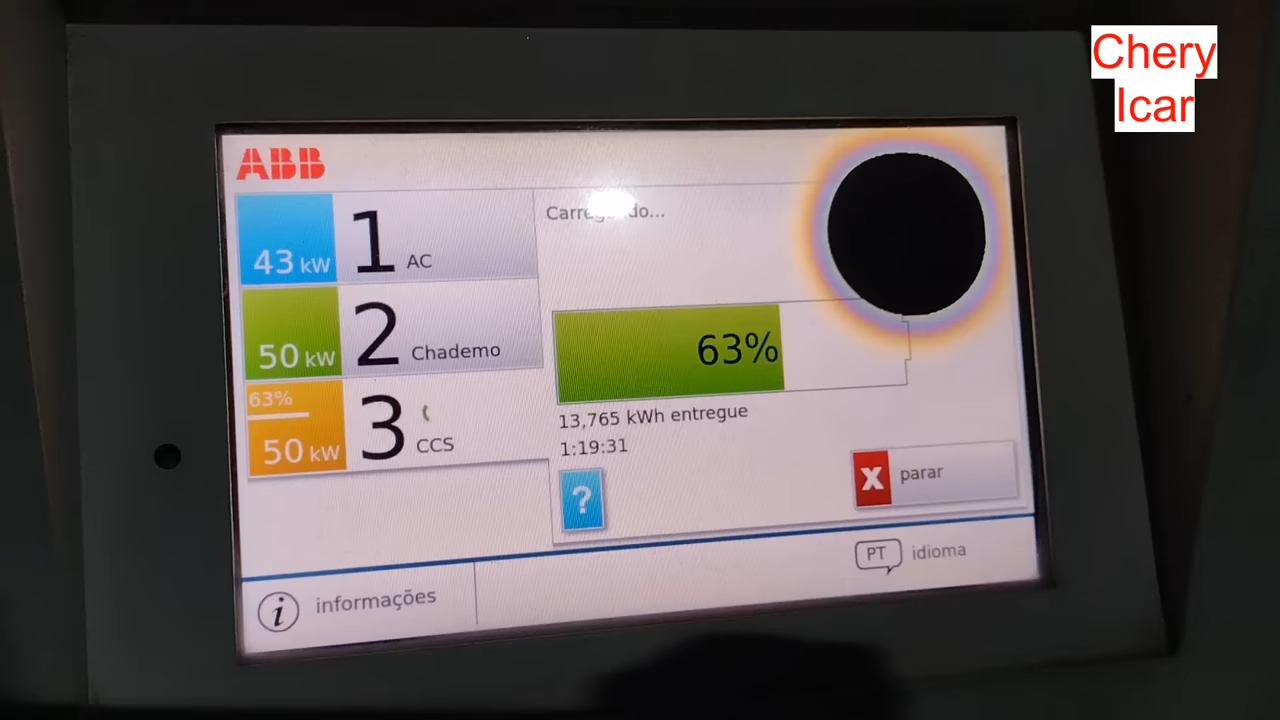 Chery
Icar
ABB
43 kW
1 AC
50 kW
2 Chademo
63%
50 kW
3 CCS
63%
13,765 kWh entregue
1:19:31
?
X parar
PT idioma
i informações